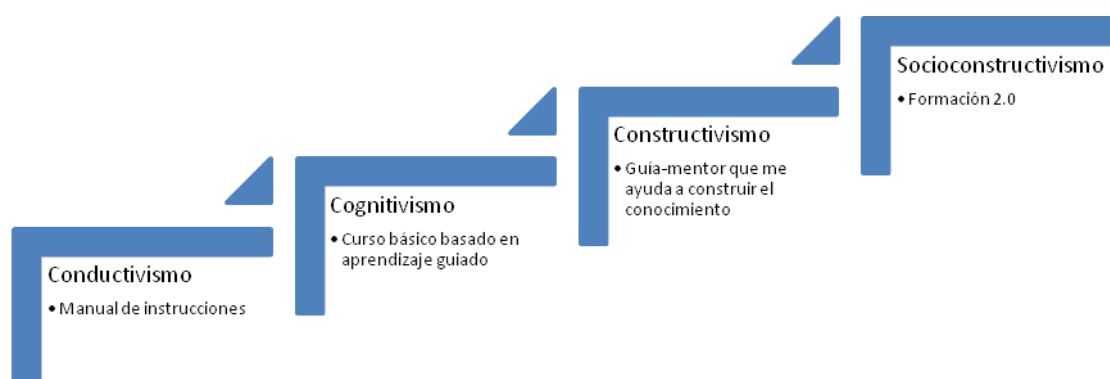 Conductivismo
• Manual de instrucciones
Cognitivismo
• Curso básico basado en
aprendizaje guiado
Constructivismo
• Guía-mentor que me
ayuda a construir el
conocimiento
Socioconstructivismo
• Formación 2.0